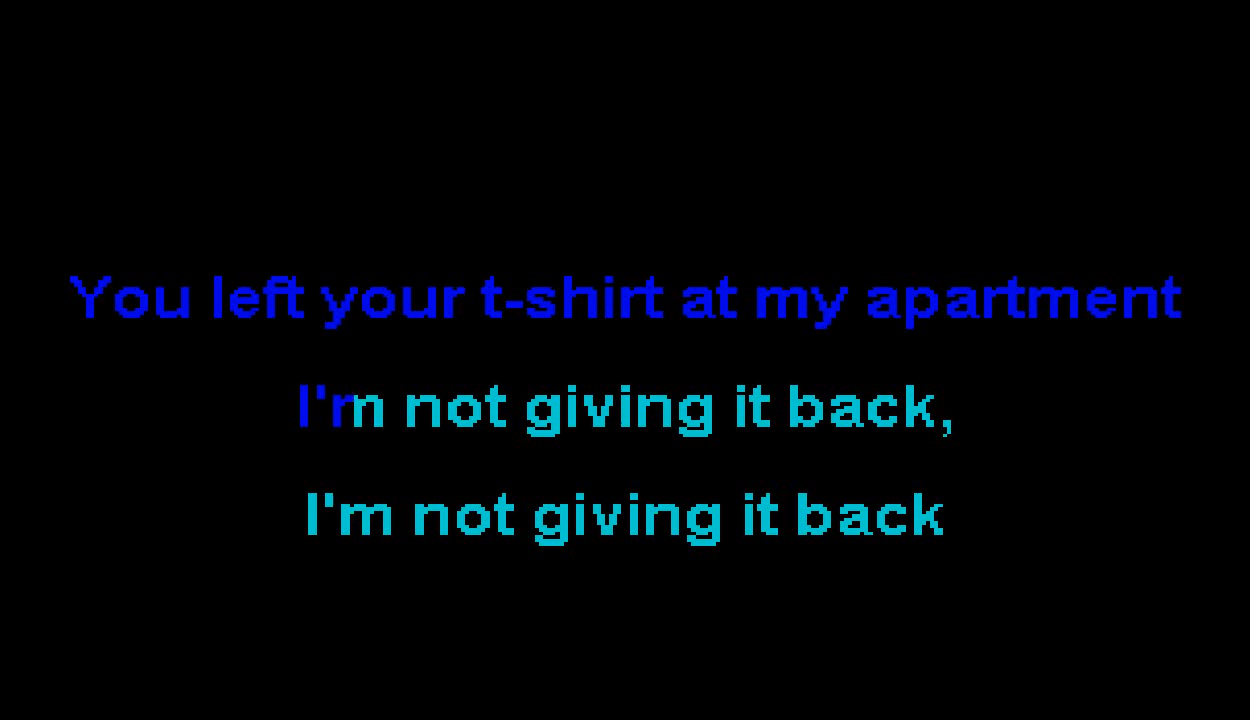 You left your t-shirt at my apartment
I'm not giving it back,
I'm not giving it back